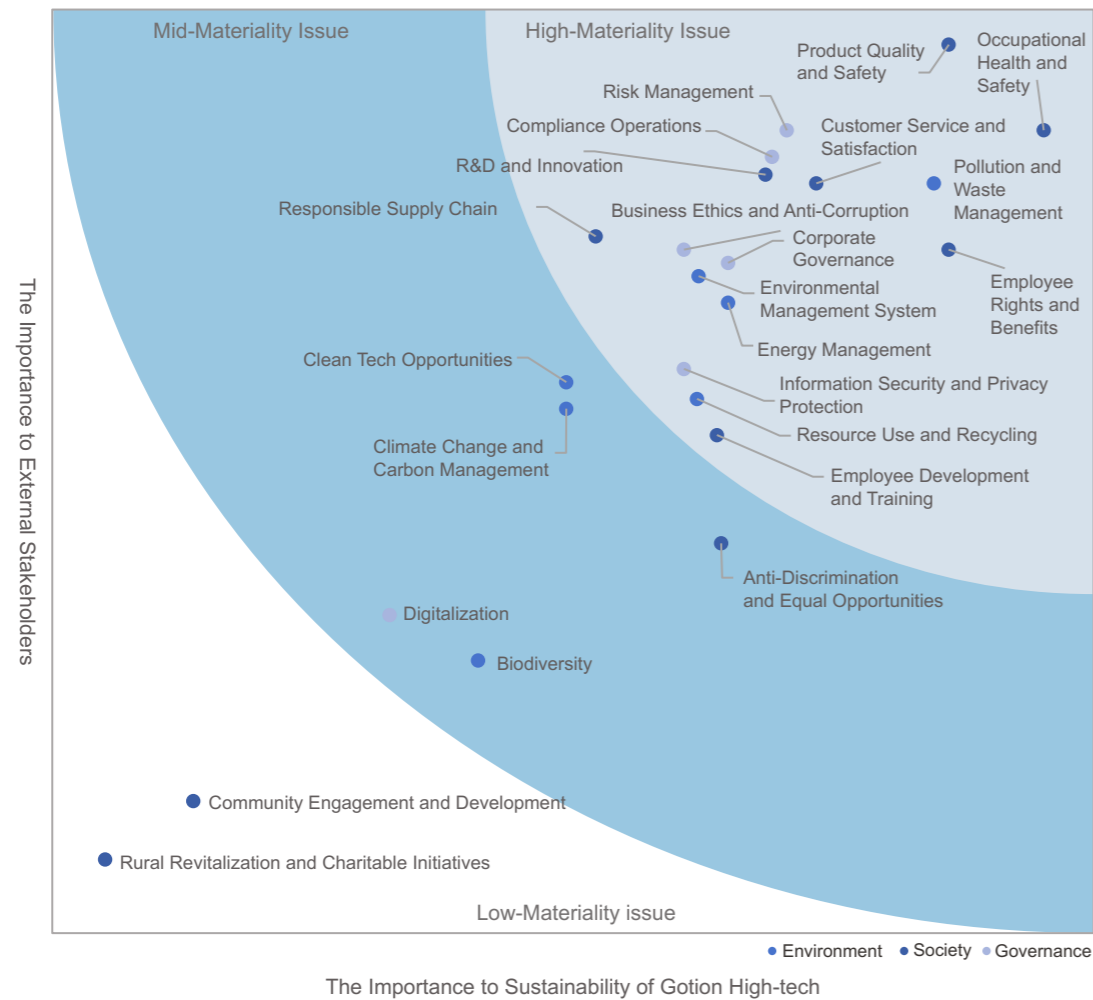 Mid-Materiality Issue
High-Materiality Issue
Product Quality
and Safety
Occupational
Health and
Safety
Risk Management
Compliance Operations
Customer Service and
Satisfaction
R&D and Innovation
Pollution and
Waste
Management
Responsible Supply Chain
Business Ethics and Anti-Corruption
Corporate
Governance
Environmental
Management System
Employee
Rights and
Benefits
Energy Management
Clean Tech Opportunities
Information Security and Privacy
Protection
Climate Change and
Carbon Management
Resource Use and Recycling
Employee Development
and Training
Anti-Discrimination
and Equal Opportunities
Digitalization
Biodiversity
Community Engagement and Development
Rural Revitalization and Charitable Initiatives
Low-Materiality issue
The Importance to External Stakeholders
Environment
Society
Governance
The Importance to Sustainability of Gotion High-tech